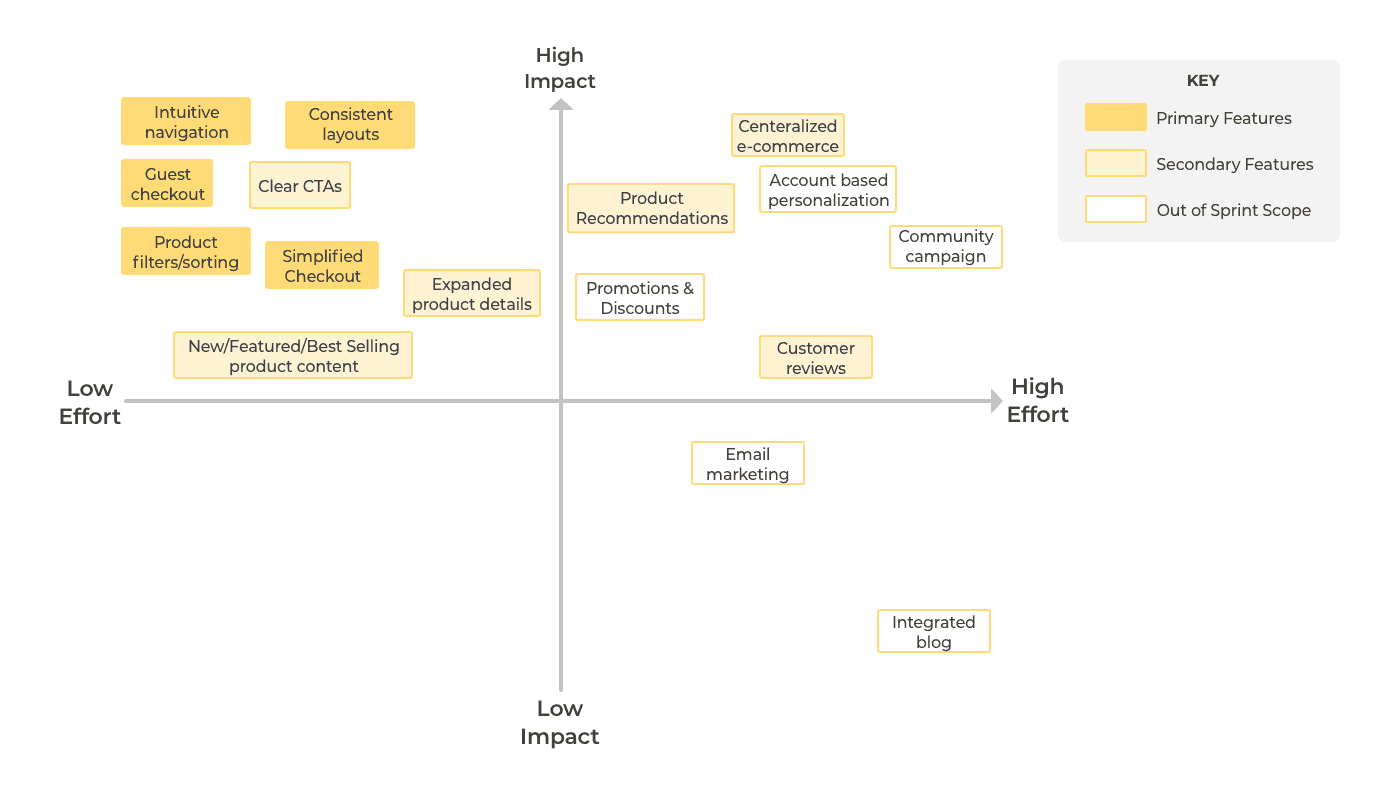 High
Impact
KEY
Primary Features
Secondary Features
Out of Sprint Scope
Intuitive
navigation
Consistent
layouts
Guest
checkout
Clear CTAs
Product
filters/sorting
Simplified
Checkout
Expanded
product details
New/Featured/Best Selling
product content
Centeralized
e-commerce
Account based
personalization
Product
Recommendations
Community
campaign
Promotions &
Discounts
Customer
reviews
Low
Effort
High
Effort
Email
marketing
Integrated
blog
Low
Impact